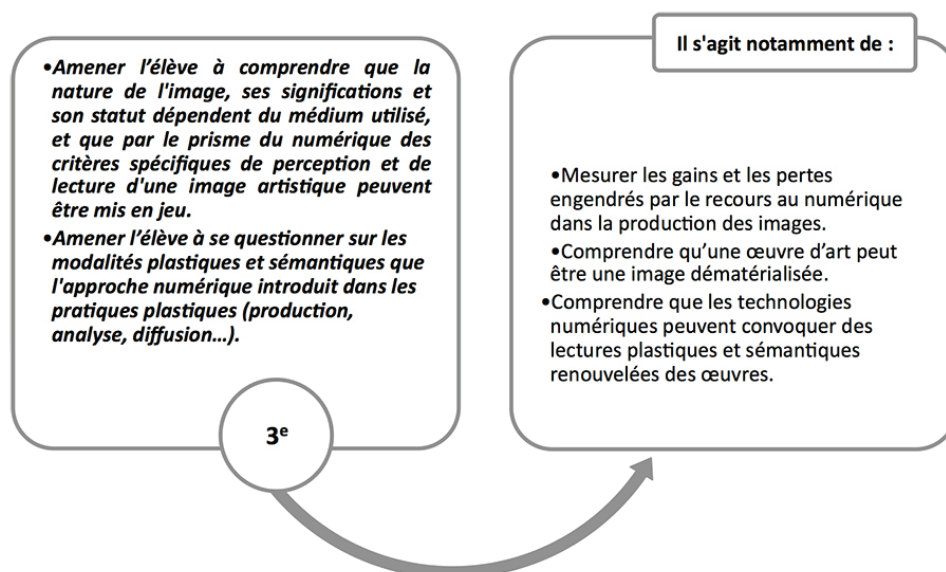 •Amener l'élève à comprendre que la
nature de l'image, ses significations et
son statut dépendent du médium utilisé,
et que par le prisme du numérique des
critères spécifiques de perception et de
lecture d'une image artistique peuvent
être mis en jeu.
•Amener l'élève à se questionner sur les
modalités plastiques et sémantiques que
l'approche numérique introduit dans les
pratiques plastiques (production,
analyse, diffusion...).
3e
Il s'agit notamment de :
•Mesurer les gains et les pertes
engendrés par le recours au numérique
dans la production des images.
•Comprendre qu'une œuvre d'art peut
être une image dématérialisée.
•Comprendre que les technologies
numériques peuvent convoquer des
lectures plastiques et sémantiques
renouvelées des œuvres.